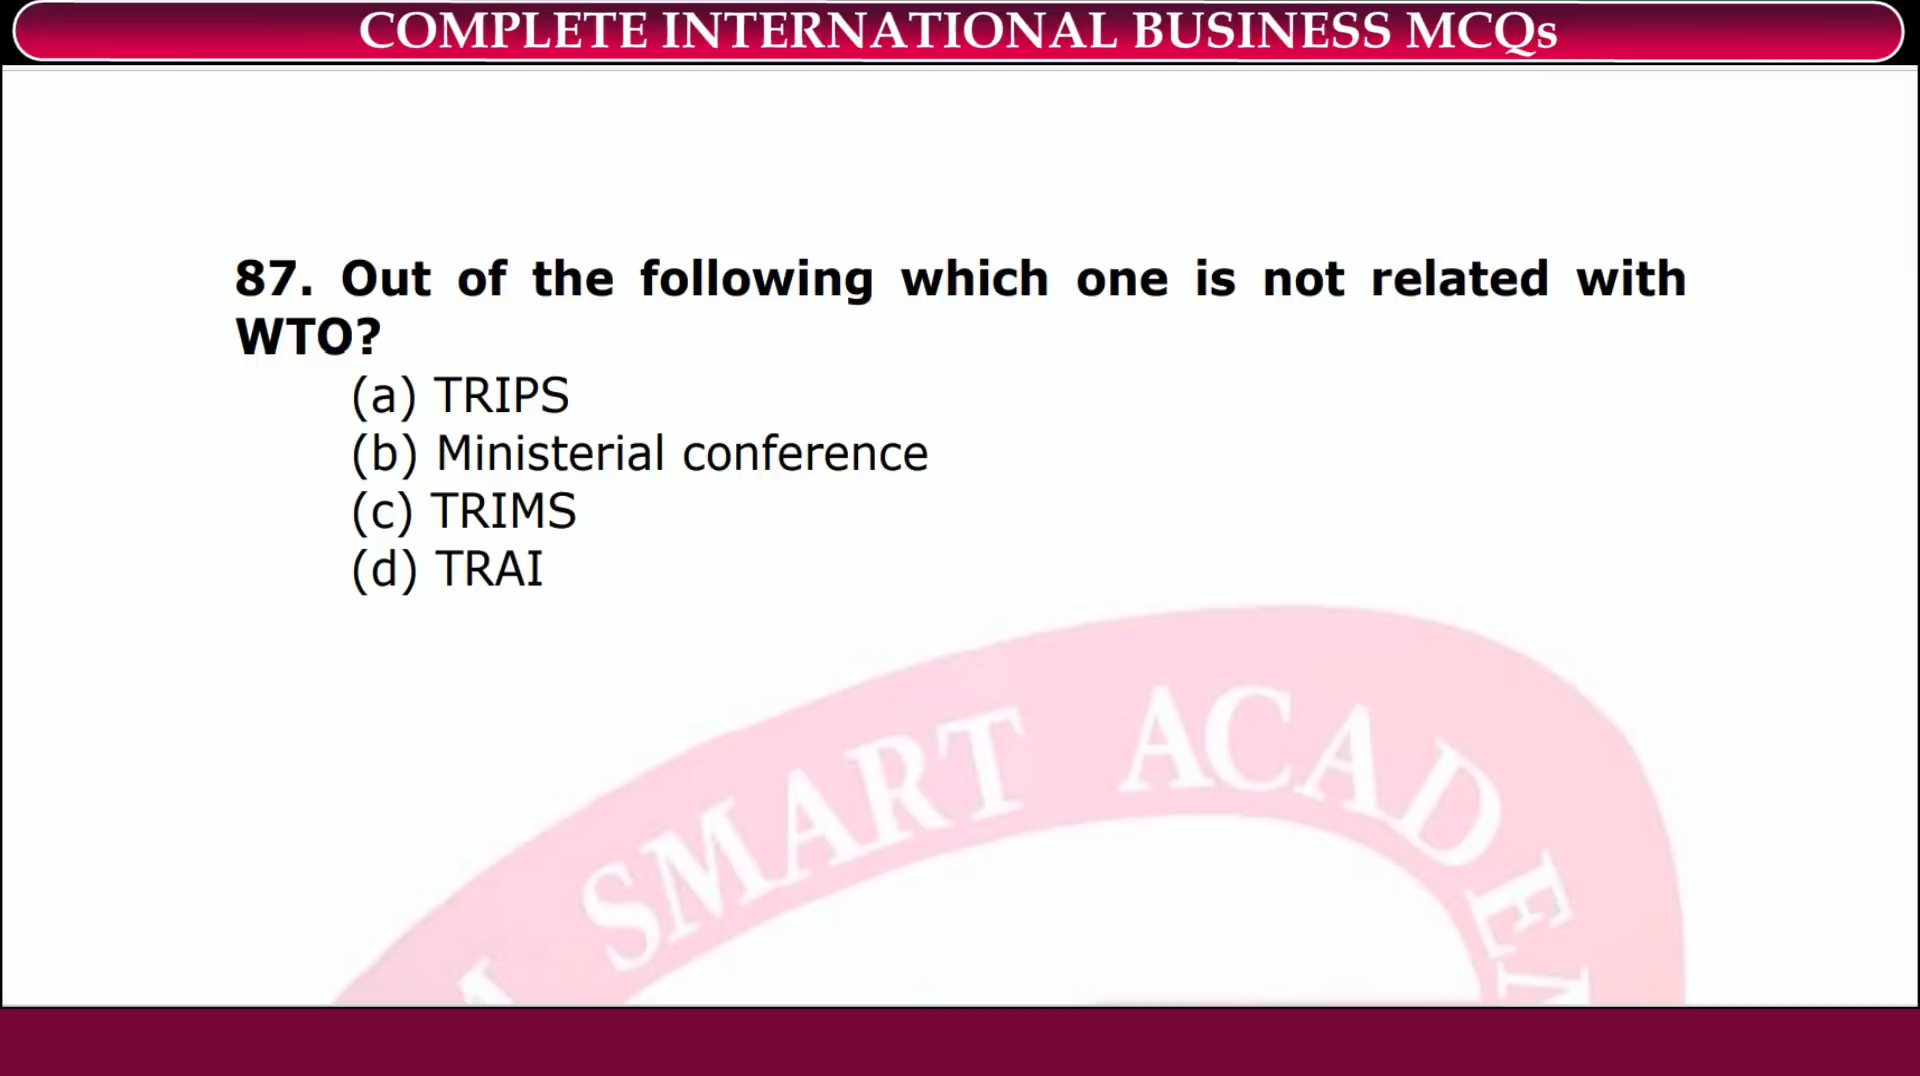 COMPLETE INTERNATIONAL BUSINESS MCQs
87. Out of the following which one is not related with
WTO?
(a) TRIPS
(b) Ministerial conference
(c) TRIMS
(d) TRAI
SMART ACADEM